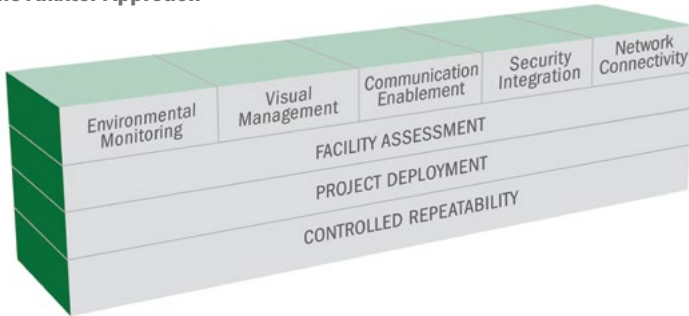 Environmental
Monitoring
Visual
Management
Communication
Enablement
Security
Integration
Network
Connectivity
FACILITY ASSESSMENT
PROJECT DEPLOYMENT
CONTROLLED REPEATABILITY